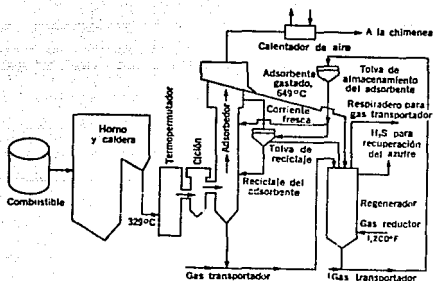 A la chimenea
Calentador de aire
Adsorbente
gastado,
649°C
Tolva de
almacenamiento
del adsorbente
Respiradero para
gas transportador
Corriente
fresca
H₂S para
recuperación
del azufre
Horno
y caldera
Termopermutador
Ciclón
Adsorbedor
Tolva de
reciclaje
Reciclaje del
adsorbente
Regenerador
Gas reductor
1,200°F
Combustible
329°C
Gas transportador
Gas transportador